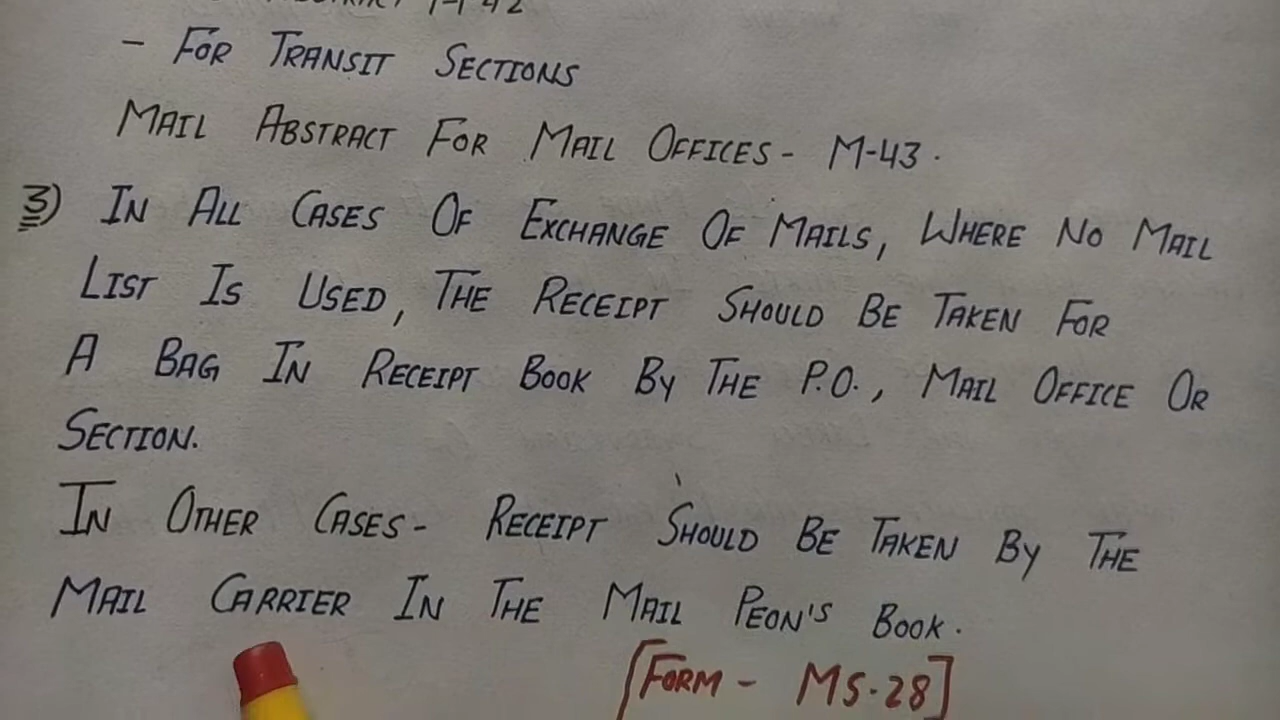 M-42
- FOR TRANSIT SECTIONS
MAIL ABSTRACT FOR MAIL OFFICES - M-43.
3) IN ALL CASES OF EXCHANGE OF MAILS, WHERE NO MAIL
LIST IS USED, THE RECEIPT SHOULD BE TAKEN FOR
A BAG IN RECEIPT BOOK BY THE P.O., MAIL OFFICE OR
SECTION.
IN OTHER CASES - RECEIPT SHOULD BE TAKEN BY THE
MAIL CARRIER IN THE MAIL PEON'S BOOK.
[FORM - MS.28]